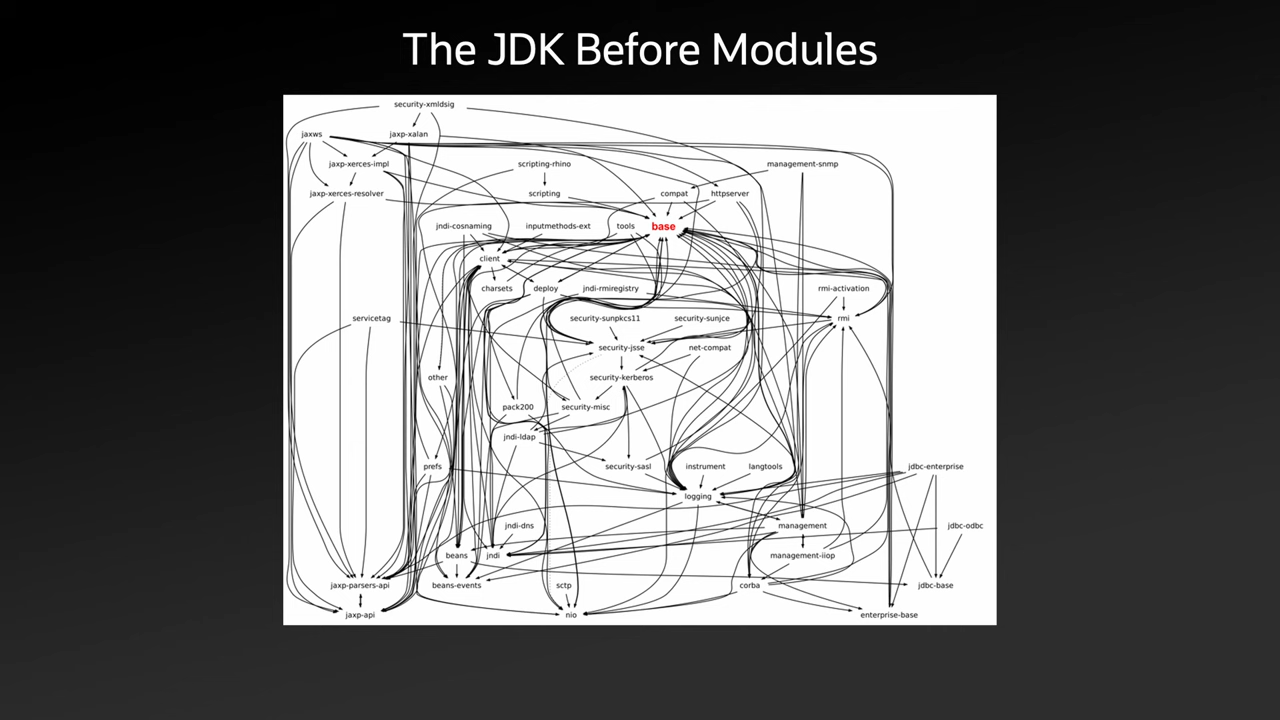 The JDK Before Modules
security-xmldsig
jaxws
jaxp-xalan
jaxp-xerces-impl
scripting-rhino
management-snmp
jaxp-xerces-resolver
scripting
compat
httpserver
jndi-cosnaming
inputmethods-ext
tools
base
client
charsets
deploy
jndi-rmiregistry
rmi-activation
servicetag
security-sunpkcs11
security-sunjce
rmi
security-jsse
net-compat
other
security-kerberos
pack200
security-misc
jndi-ldap
prefs
security-sasl
instrument
langtools
jdbc-enterprise
logging
jndi-dns
management
jdbc-odbc
beans
jndi
management-iiop
jaxp-parsers-api
beans-events
sctp
corba
jdbc-base
jaxp-api
nio
enterprise-base